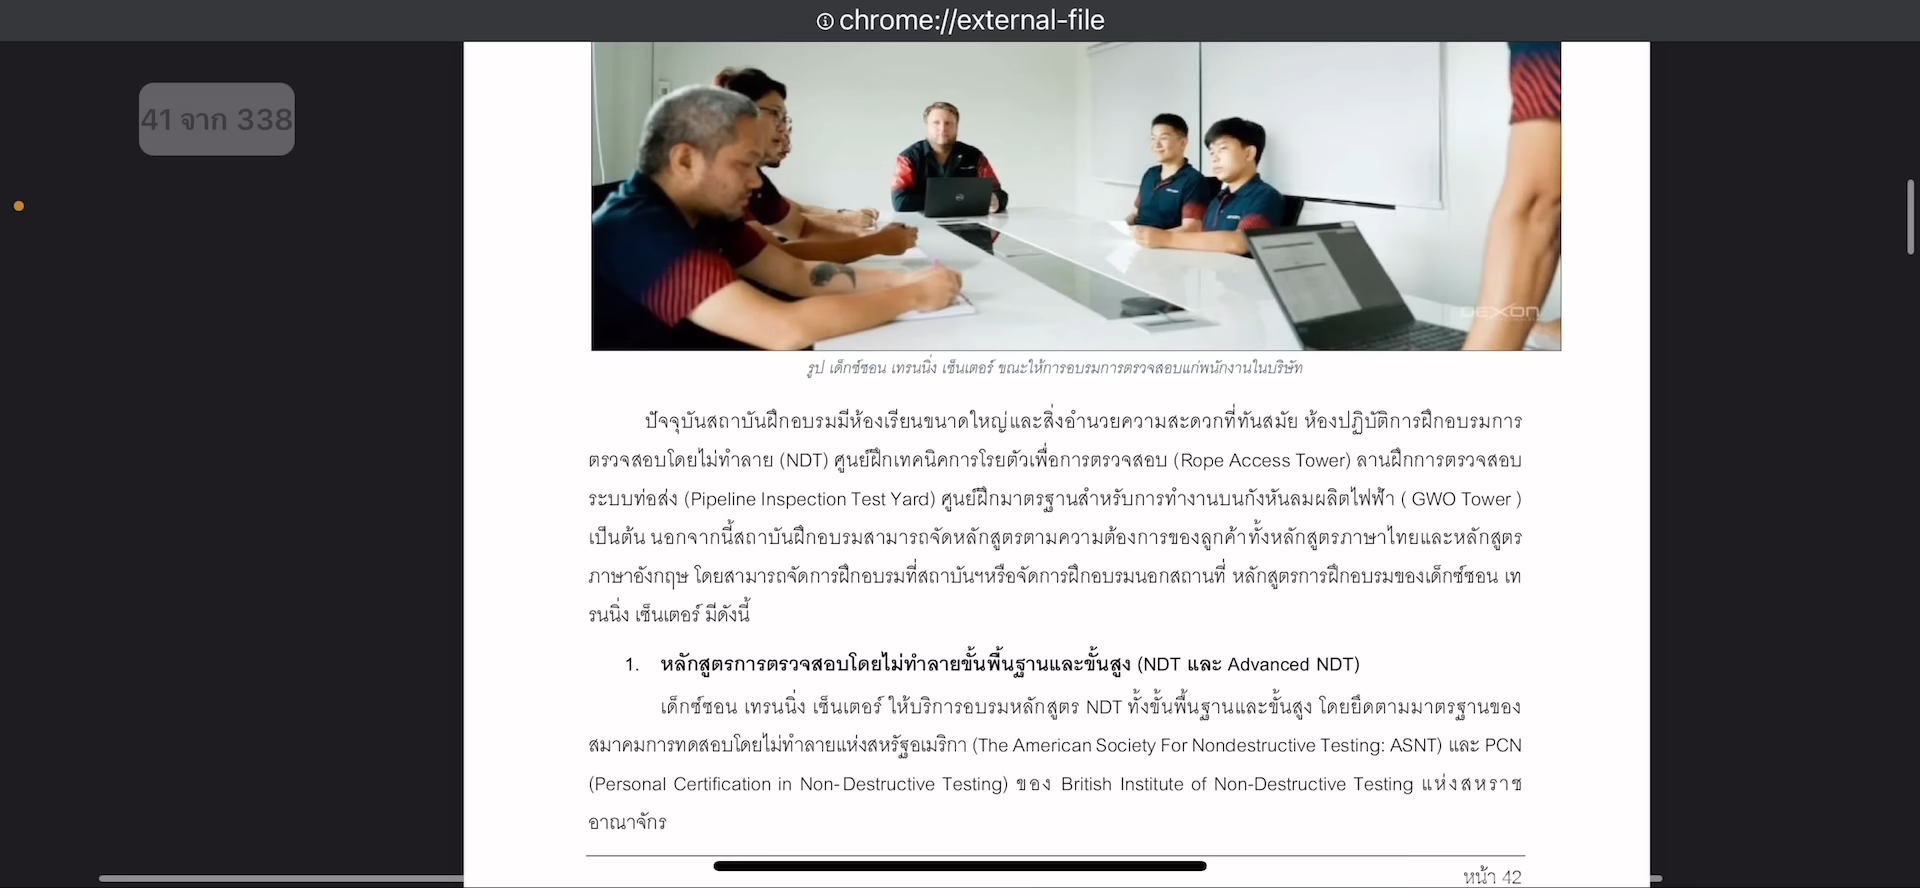 chrome://external-file
41 จาก 338
DEXON
รูป เด็กซ์ซอน เทรนนิ่ง เซ็นเตอร์ ขณะให้การอบรมการตรวจสอบแก่พนักงานในบริษัท
ปัจจุบันสถาบันฝึกอบรมมีห้องเรียนขนาดใหญ่และสิ่งอำนวยความสะดวกที่ทันสมัย ห้องปฏิบัติการฝึกอบรมการ
ตรวจสอบโดยไม่ทำลาย (NDT) ศูนย์ฝึกเทคนิคการโรยตัวเพื่อการตรวจสอบ (Rope Access Tower) ลานฝึกการตรวจสอบ
ระบบท่อส่ง (Pipeline Inspection Test Yard) ศูนย์ฝึกมาตรฐานสำหรับการทำงานบนกังหันลมผลิตไฟฟ้า ( GWO Tower )
เป็นต้น นอกจากนี้สถาบันฝึกอบรมสามารถจัดหลักสูตรตามความต้องการของลูกค้าทั้งหลักสูตรภาษาไทยและหลักสูตร
ภาษาอังกฤษ โดยสามารถจัดการฝึกอบรมที่สถาบันฯหรือจัดการฝึกอบรมนอกสถานที่ หลักสูตรการฝึกอบรมของเด็กซ์ซอน เท
รนนิ่ง เซ็นเตอร์ มีดังนี้
1. หลักสูตรการตรวจสอบโดยไม่ทำลายขั้นพื้นฐานและขั้นสูง (NDT และ Advanced NDT)
เด็กซ์ซอน เทรนนิ่ง เซ็นเตอร์ ให้บริการอบรมหลักสูตร NDT ทั้งขั้นพื้นฐานและขั้นสูง โดยยึดตามมาตรฐานของ
สมาคมการทดสอบโดยไม่ทำลายแห่งสหรัฐอเมริกา (The American Society For Nondestructive Testing: ASNT) และ PCN
(Personal Certification in Non-Destructive Testing) ของ British Institute of Non-Destructive Testing แห่งสหราช
อาณาจักร
หน้า 42